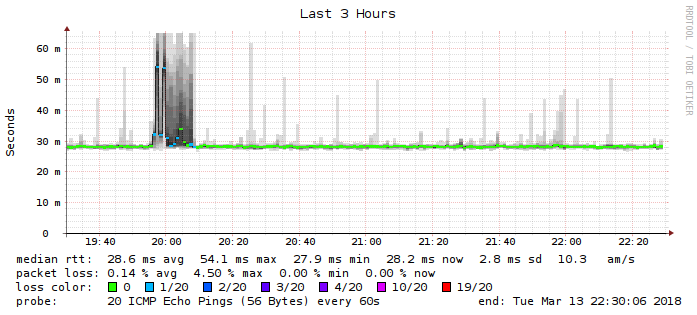 Last 3 Hours
RRDTOOL / TOBI OETIKER
Seconds
60 m
50 m
40 m
30 m
20 m
10 m
0
19:40 20:00 20:20 20:40 21:00 21:20 21:40 22:00 22:20
median rtt: 28.6 ms avg 54.1 ms max 27.9 ms min 28.2 ms now 2.8 ms sd 10.3 am/s
packet loss: 0.14 % avg 4.50 % max 0.00 % min 0.00 % now
loss color: 0 1/20 2/20 3/20 4/20 10/20 19/20
probe: 20 ICMP Echo Pings (56 Bytes) every 60s end: Tue Mar 13 22:30:06 2018